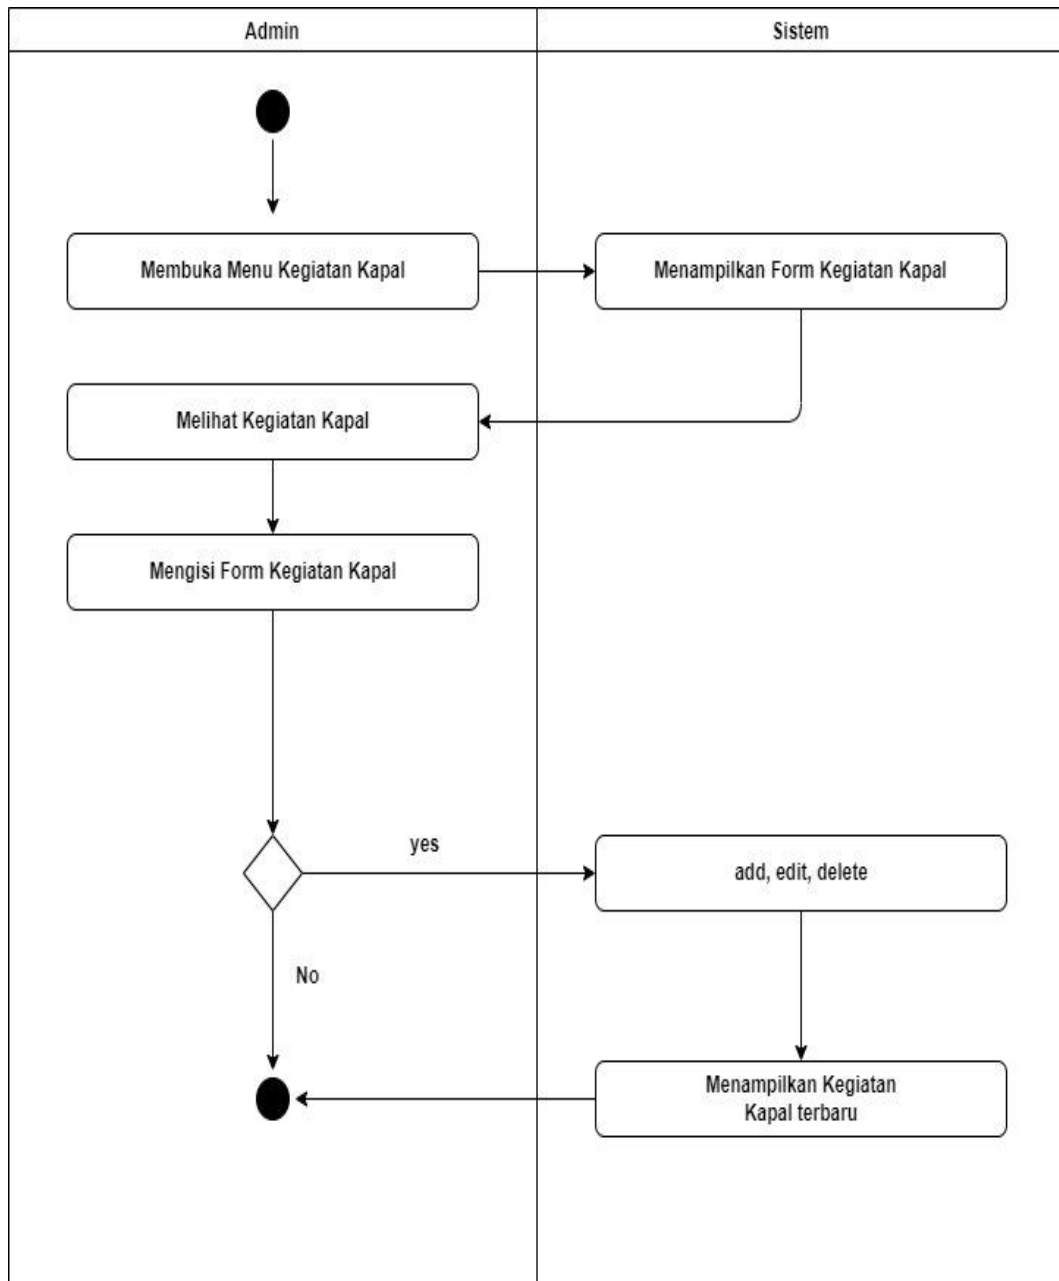 Admin
Sistem
Membuka Menu Kegiatan Kapal
Menampilkan Form Kegiatan Kapal
Melihat Kegiatan Kapal
Mengisi Form Kegiatan Kapal
yes
add, edit, delete
No
Menampilkan Kegiatan
Kapal terbaru